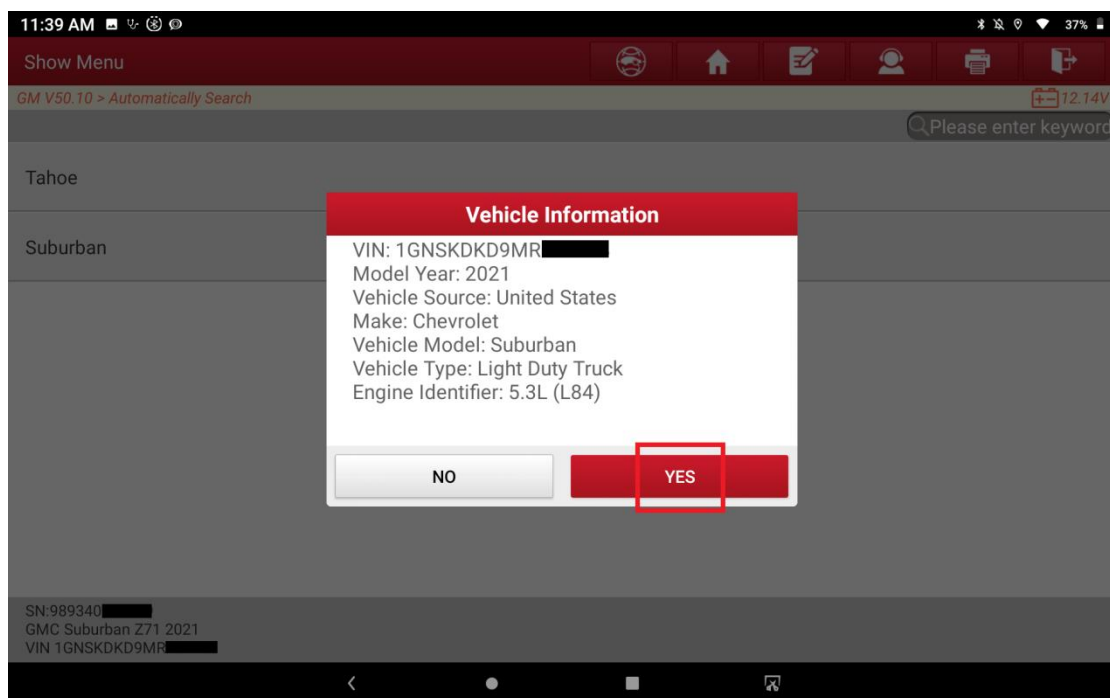 11:39 AM
37%
Show Menu
GM V50.10 > Automatically Search
12.14V
Please enter keyword
Tahoe
Suburban
Vehicle Information
VIN: 1GNSKDKD9MR
Model Year: 2021
Vehicle Source: United States
Make: Chevrolet
Vehicle Model: Suburban
Vehicle Type: Light Duty Truck
Engine Identifier: 5.3L (L84)
NO
YES
SN:989340
GMC Suburban Z71 2021
VIN 1GNSKDKD9MR